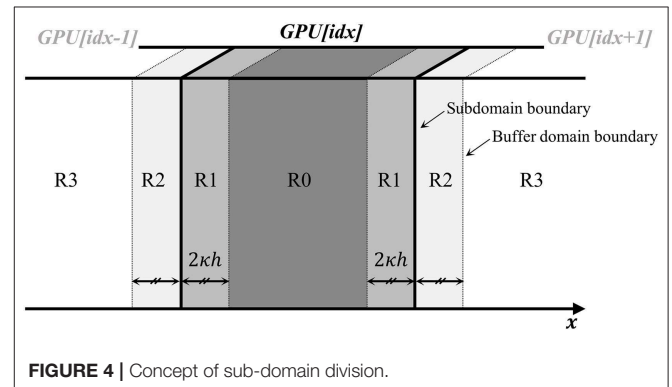 GPU[idx-1]
GPU[idx]
GPU[idx+1]
Subdomain boundary
Buffer domain boundary
R3
R2
R1
R0
R1
R2
R3
2κh
2κh
x
FIGURE 4 | Concept of sub-domain division.